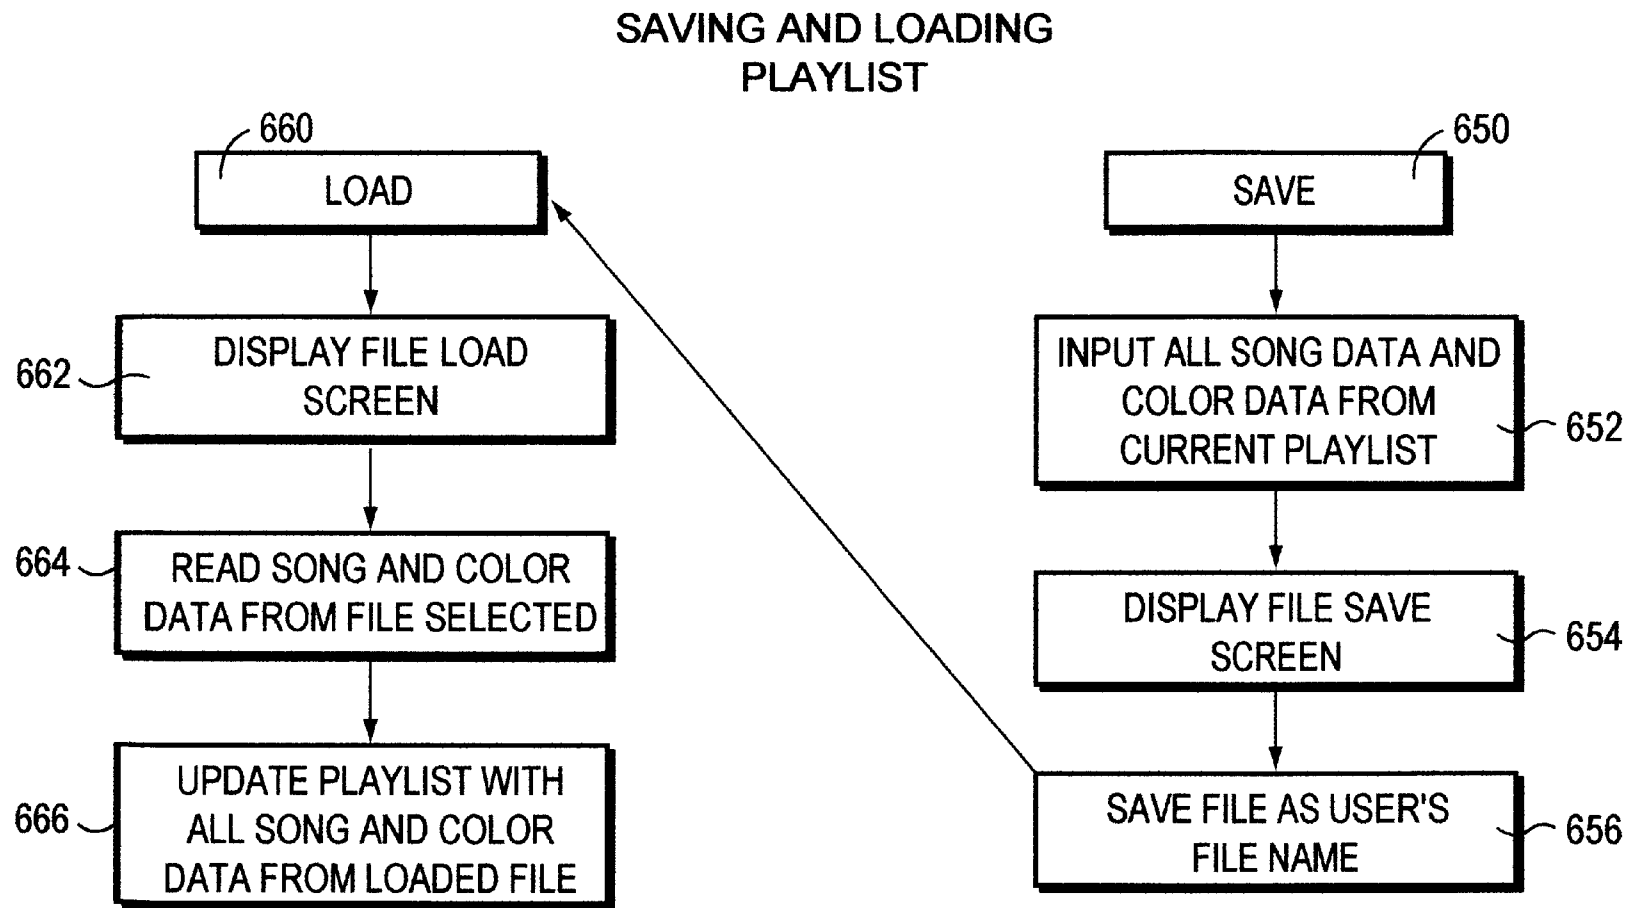 SAVING AND LOADING
PLAYLIST
660
LOAD
662
DISPLAY FILE LOAD
SCREEN
664
READ SONG AND COLOR
DATA FROM FILE SELECTED
666
UPDATE PLAYLIST WITH
ALL SONG AND COLOR
DATA FROM LOADED FILE
650
SAVE
INPUT ALL SONG DATA AND
COLOR DATA FROM
CURRENT PLAYLIST
652
DISPLAY FILE SAVE
SCREEN
654
SAVE FILE AS USER'S
FILE NAME
656